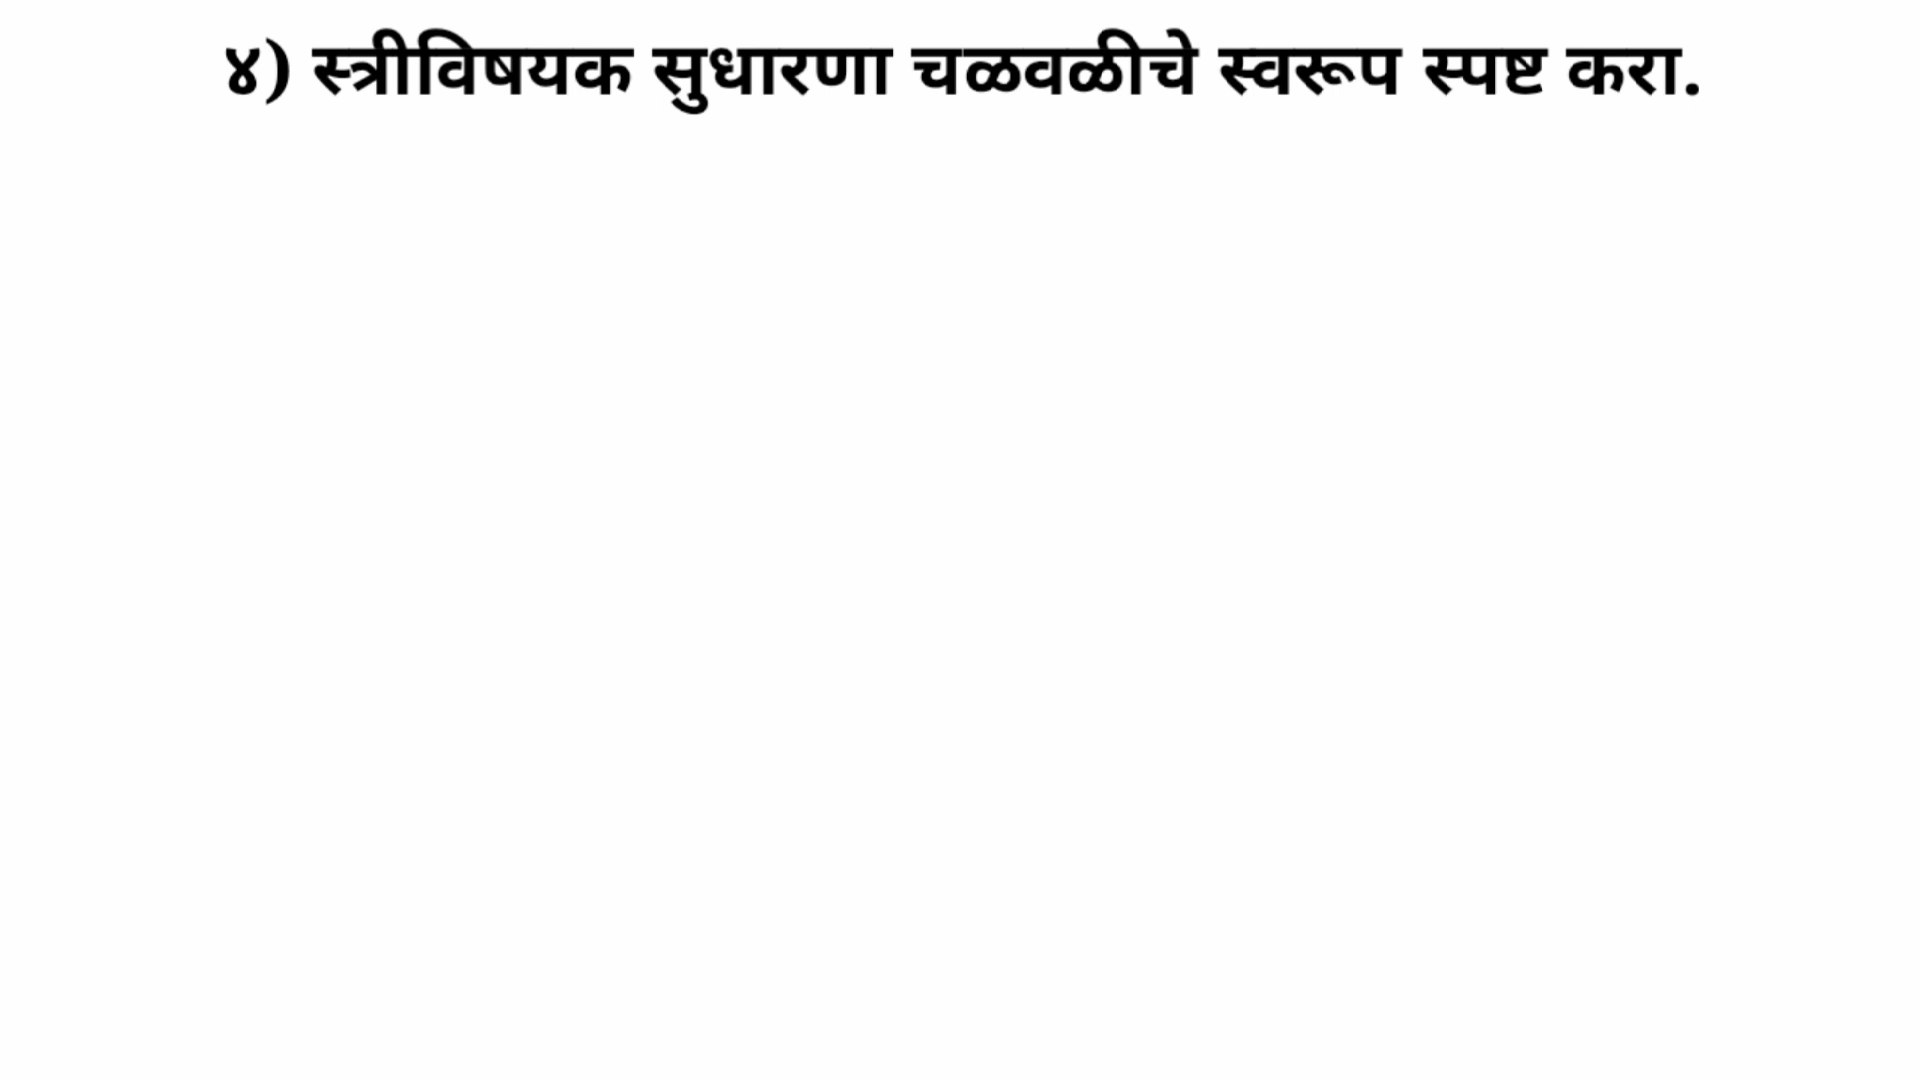 ४) स्त्रीविषयक सुधारणा चळवळीचे स्वरूप स्पष्ट करा.